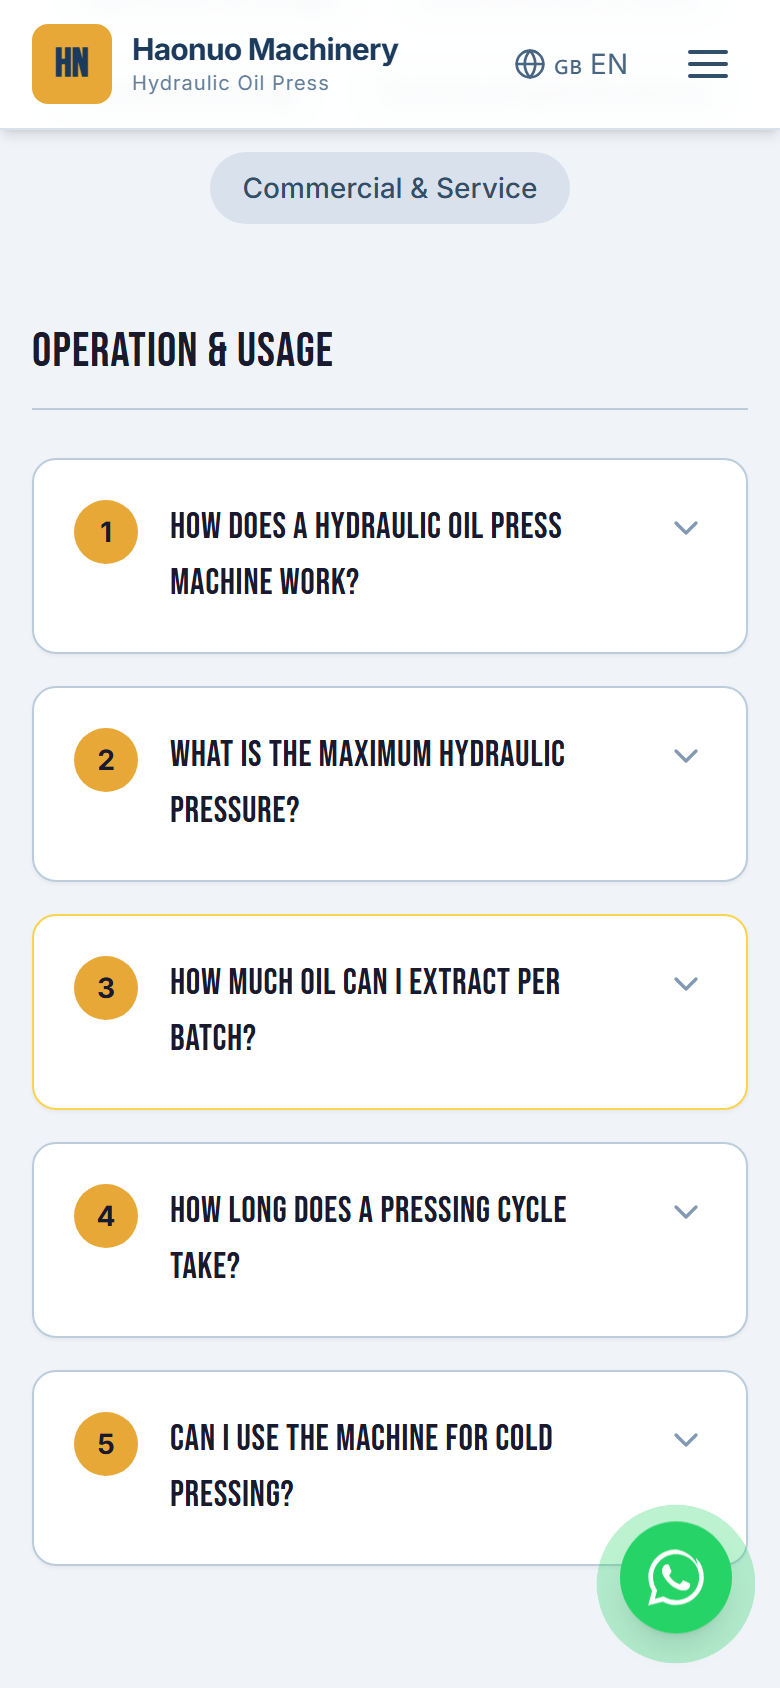 HN
Haonuo Machinery
Hydraulic Oil Press
GB EN
Commercial & Service
OPERATION & USAGE
1
HOW DOES A HYDRAULIC OIL PRESS
MACHINE WORK?
2
WHAT IS THE MAXIMUM HYDRAULIC
PRESSURE?
3
HOW MUCH OIL CAN I EXTRACT PER
BATCH?
4
HOW LONG DOES A PRESSING CYCLE
TAKE?
5
CAN I USE THE MACHINE FOR COLD
PRESSING?